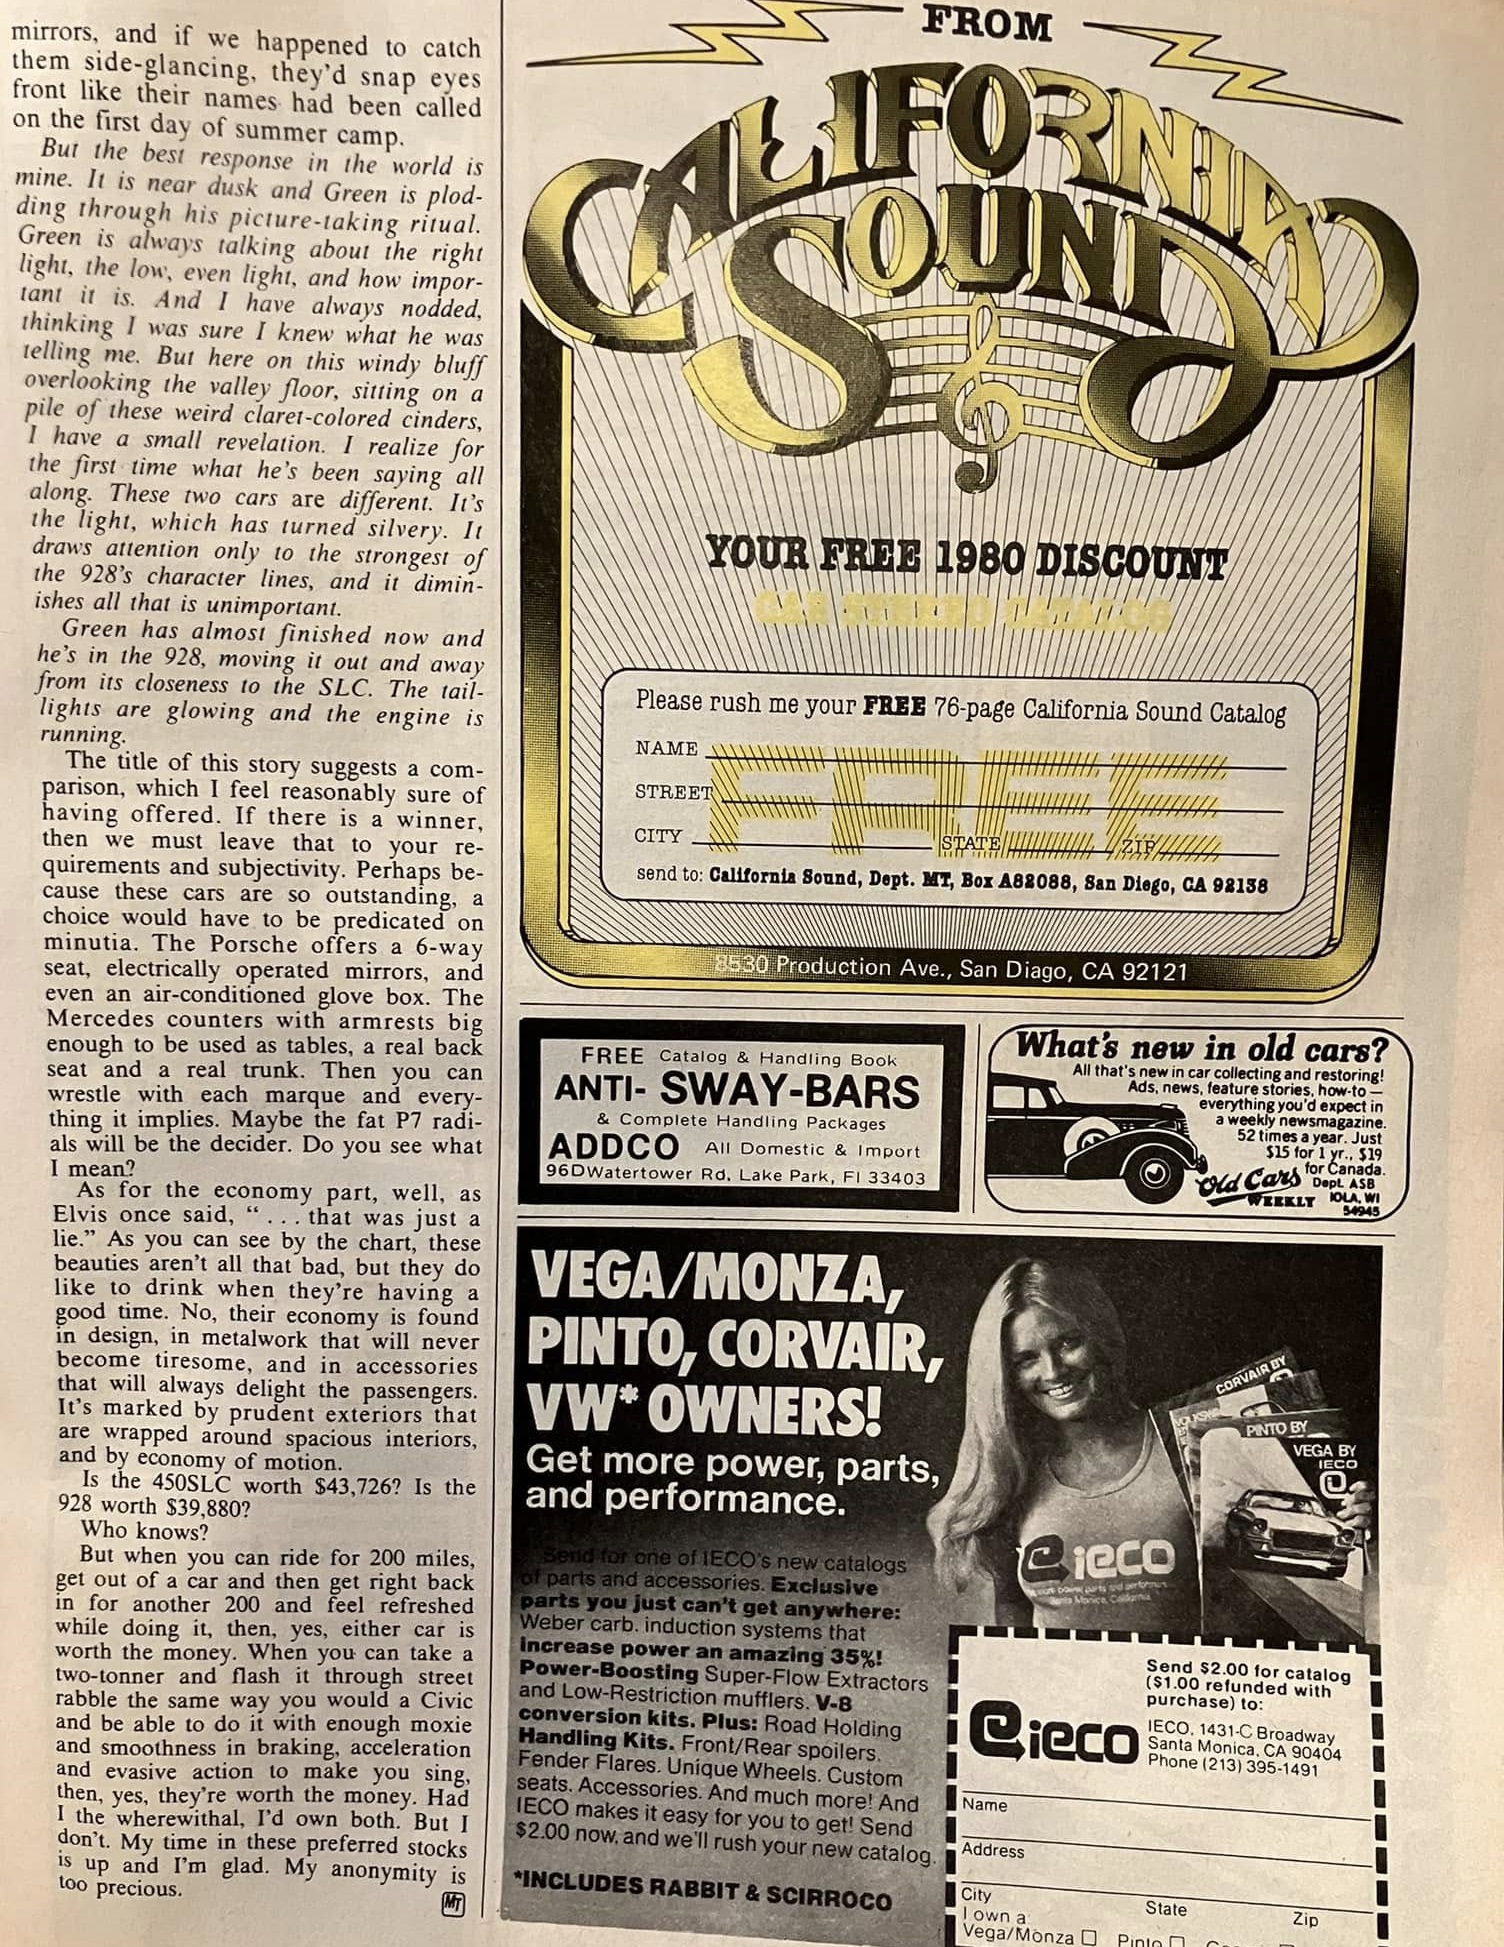 mirrors, and if we happened to catch
them side-glancing, they'd snap eyes
front like their names had been called
on the first day of summer camp.
But the best response in the world is
mine. It is near dusk and Green is plod-
ding through his picture-taking ritual.
Green is always talking about the right
light, the low, even light, and how impor-
tant it is. And I have always nodded,
thinking I was sure I knew what he was
telling me. But here on this windy bluff
overlooking the valley floor, sitting on a
pile of these weird claret-colored cinders,
I have a small revelation. I realize for
the first time what he's been saying all
along. These two cars are different. It's
the light, which has turned silvery. It
draws attention only to the strongest of
the 928's character lines, and it dimin-
ishes all that is unimportant.
Green has almost finished now and
he's in the 928, moving it out and away
from its closeness to the SLC. The tail-
lights are glowing and the engine is
running.
The title of this story suggests a com-
parison, which I feel reasonably sure of
having offered. If there is a winner,
then we must leave that to your re-
quirements and subjectivity. Perhaps be-
cause these cars are so outstanding, a
choice would have to be predicated on
minutia. The Porsche offers a 6-way
seat, electrically operated mirrors, and
even an air-conditioned glove box. The
Mercedes counters with armrests big
enough to be used as tables, a real back
seat and a real trunk. Then you can
wrestle with each marque and every-
thing it implies. Maybe the fat P7 radi-
als will be the decider. Do you see what
I mean?
As for the economy part, well, as
Elvis once said, “... that was just a
lie.” As you can see by the chart, these
beauties aren't all that bad, but they do
like to drink when they're having a
good time. No, their economy is found
in design, in metalwork that will never
become tiresome, and in accessories
that will always delight the passengers.
It's marked by prudent exteriors that
are wrapped around spacious interiors,
and by economy of motion.
Is the 450SLC worth $43,726? Is the
928 worth $39,880?
Who knows?
But when you can ride for 200 miles,
get out of a car and then get right back
in for another 200 and feel refreshed
while doing it, then, yes, either car is
worth the money. When you can take a
two-tonner and flash it through street
rabble the same way you would a Civic
and be able to do it with enough moxie
and smoothness in braking, acceleration
and evasive action to make you sing,
then, yes, they're worth the money. Had
I the wherewithal, I'd own both. But I
don't. My time in these preferred stocks
is up and I'm glad. My anonymity is
too precious.
MT
FROM
CALIFORNIA
SOUND
YOUR FREE 1980 DISCOUNT
CAR STEREO CATALOG
Please rush me your FREE 76-page California Sound Catalog
FREE
NAME
STREET
CITY STATE ZIP
send to: California Sound, Dept. MT, Box A82088, San Diego, CA 92138
8530 Production Ave., San Diago, CA 92121
FREE Catalog & Handling Book
ANTI- SWAY-BARS
& Complete Handling Packages
ADDCO All Domestic & Import
96DWatertower Rd, Lake Park, Fl 33403
What's new in old cars?
All that's new in car collecting and restoring!
Ads, news, feature stories, how-to —
everything you'd expect in
a weekly newsmagazine.
52 times a year. Just
$15 for 1 yr., $19
for Canada.
Old Cars
WEEKLY
Dept. ASB
IOLA, WI
54945
VEGA/MONZA,
PINTO, CORVAIR,
VW* OWNERS!
Get more power, parts,
and performance.
Send for one of IECO's new catalogs
of parts and accessories. Exclusive
parts you just can't get anywhere:
Weber carb. induction systems that
increase power an amazing 35%!
Power-Boosting Super-Flow Extractors
and Low-Restriction mufflers. V-8
conversion kits. Plus: Road Holding
Handling Kits. Front/Rear spoilers.
Fender Flares. Unique Wheels. Custom
seats. Accessories. And much more! And
IECO makes it easy for you to get! Send
$2.00 now, and we'll rush your new catalog.
*INCLUDES RABBIT & SCIRROCO
CORVAIR BY
PINTO BY
VEGA BY
IECO
ieco
Santa Monica, California
Send $2.00 for catalog
($1.00 refunded with
purchase) to:
ieco
IECO, 1431-C Broadway
Santa Monica, CA 90404
Phone (213) 395-1491
Name
Address
City State Zip
I own a
Vega/Monza Pinto